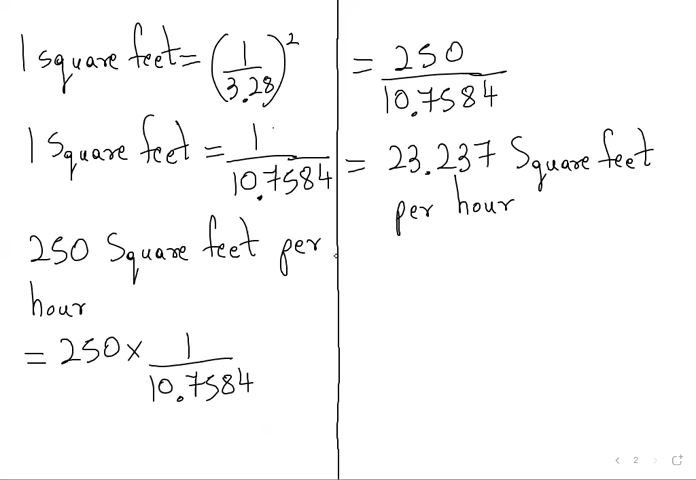 1 square feet = (1/3.28)²
1 Square feet = 1/10.7584
250 Square feet per
hour
= 250 × 1/10.7584
= 250/10.7584
= 23.237 Square feet
per hour
2